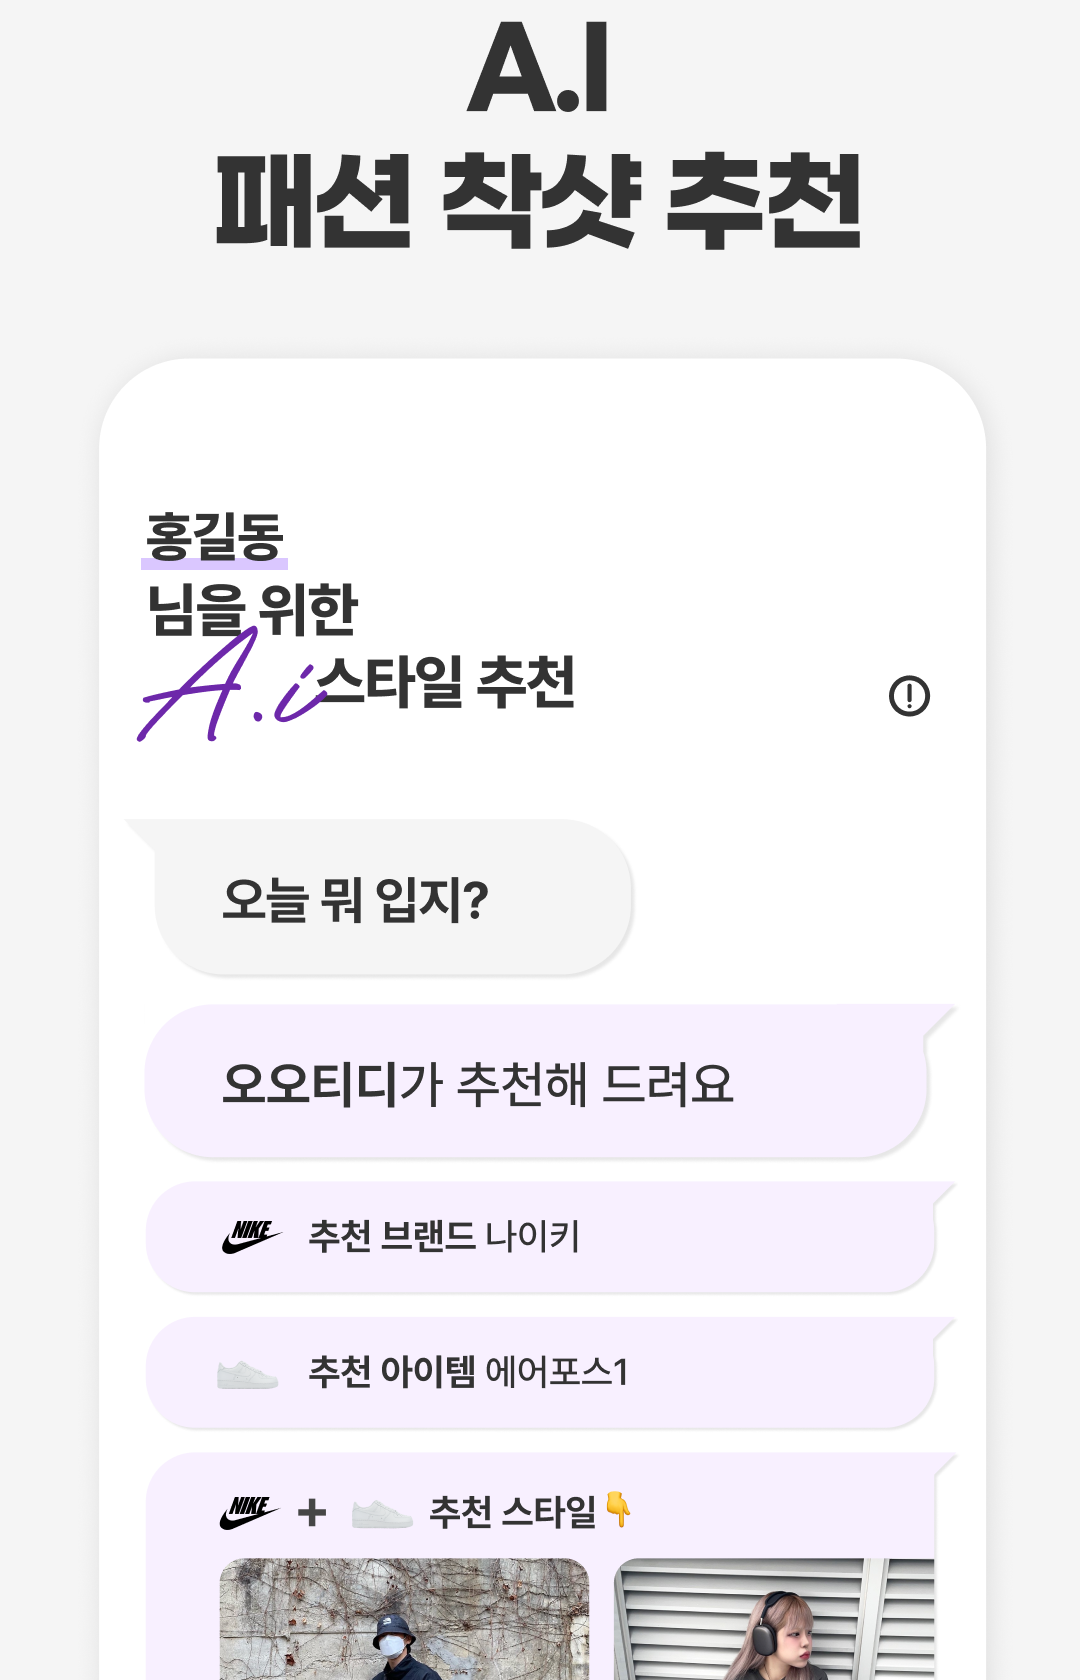 A.I
패션 착샷 추천
홍길동
님을 위한
A.i 스타일 추천
오늘 뭐 입지?
오오티디가 추천해 드려요
NIKE 추천 브랜드 나이키
추천 아이템 에어포스1
NIKE + 추천 스타일👇